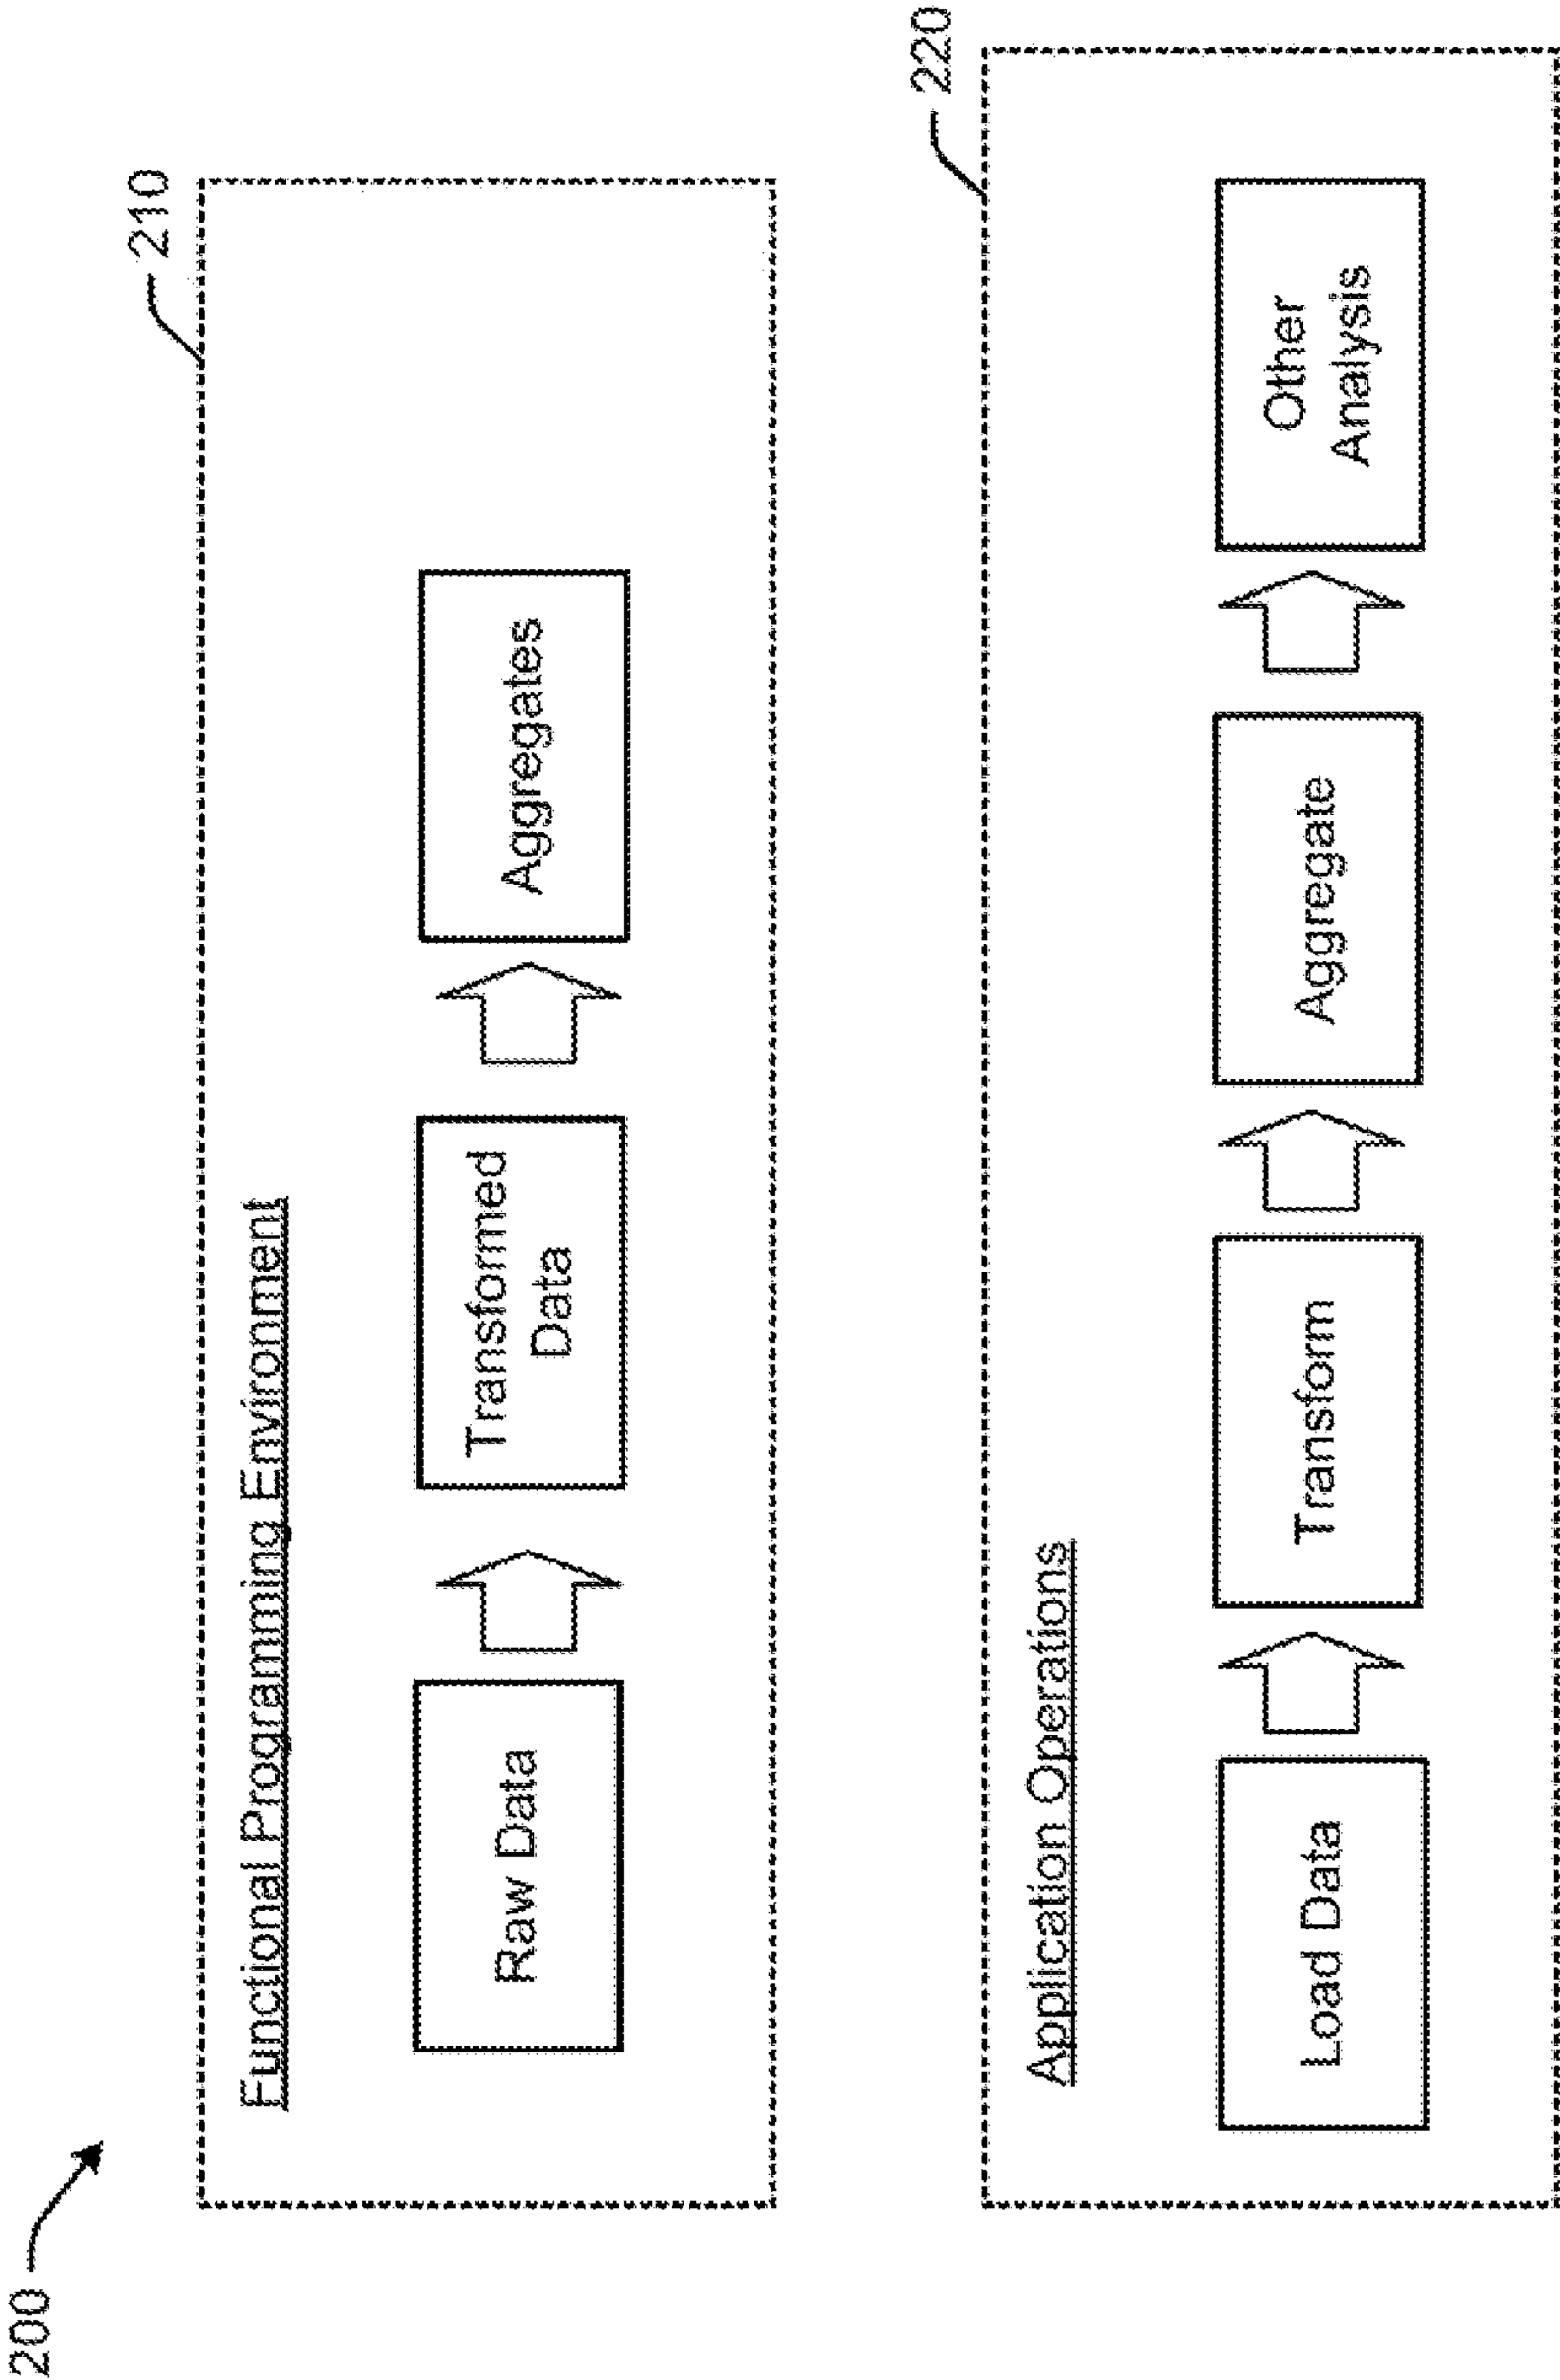 200
210
Functional Programming Environment
Raw Data
Transformed
Data
Aggregates
220
Application Operations
Load Data
Transform
Aggregate
Other
Analysis